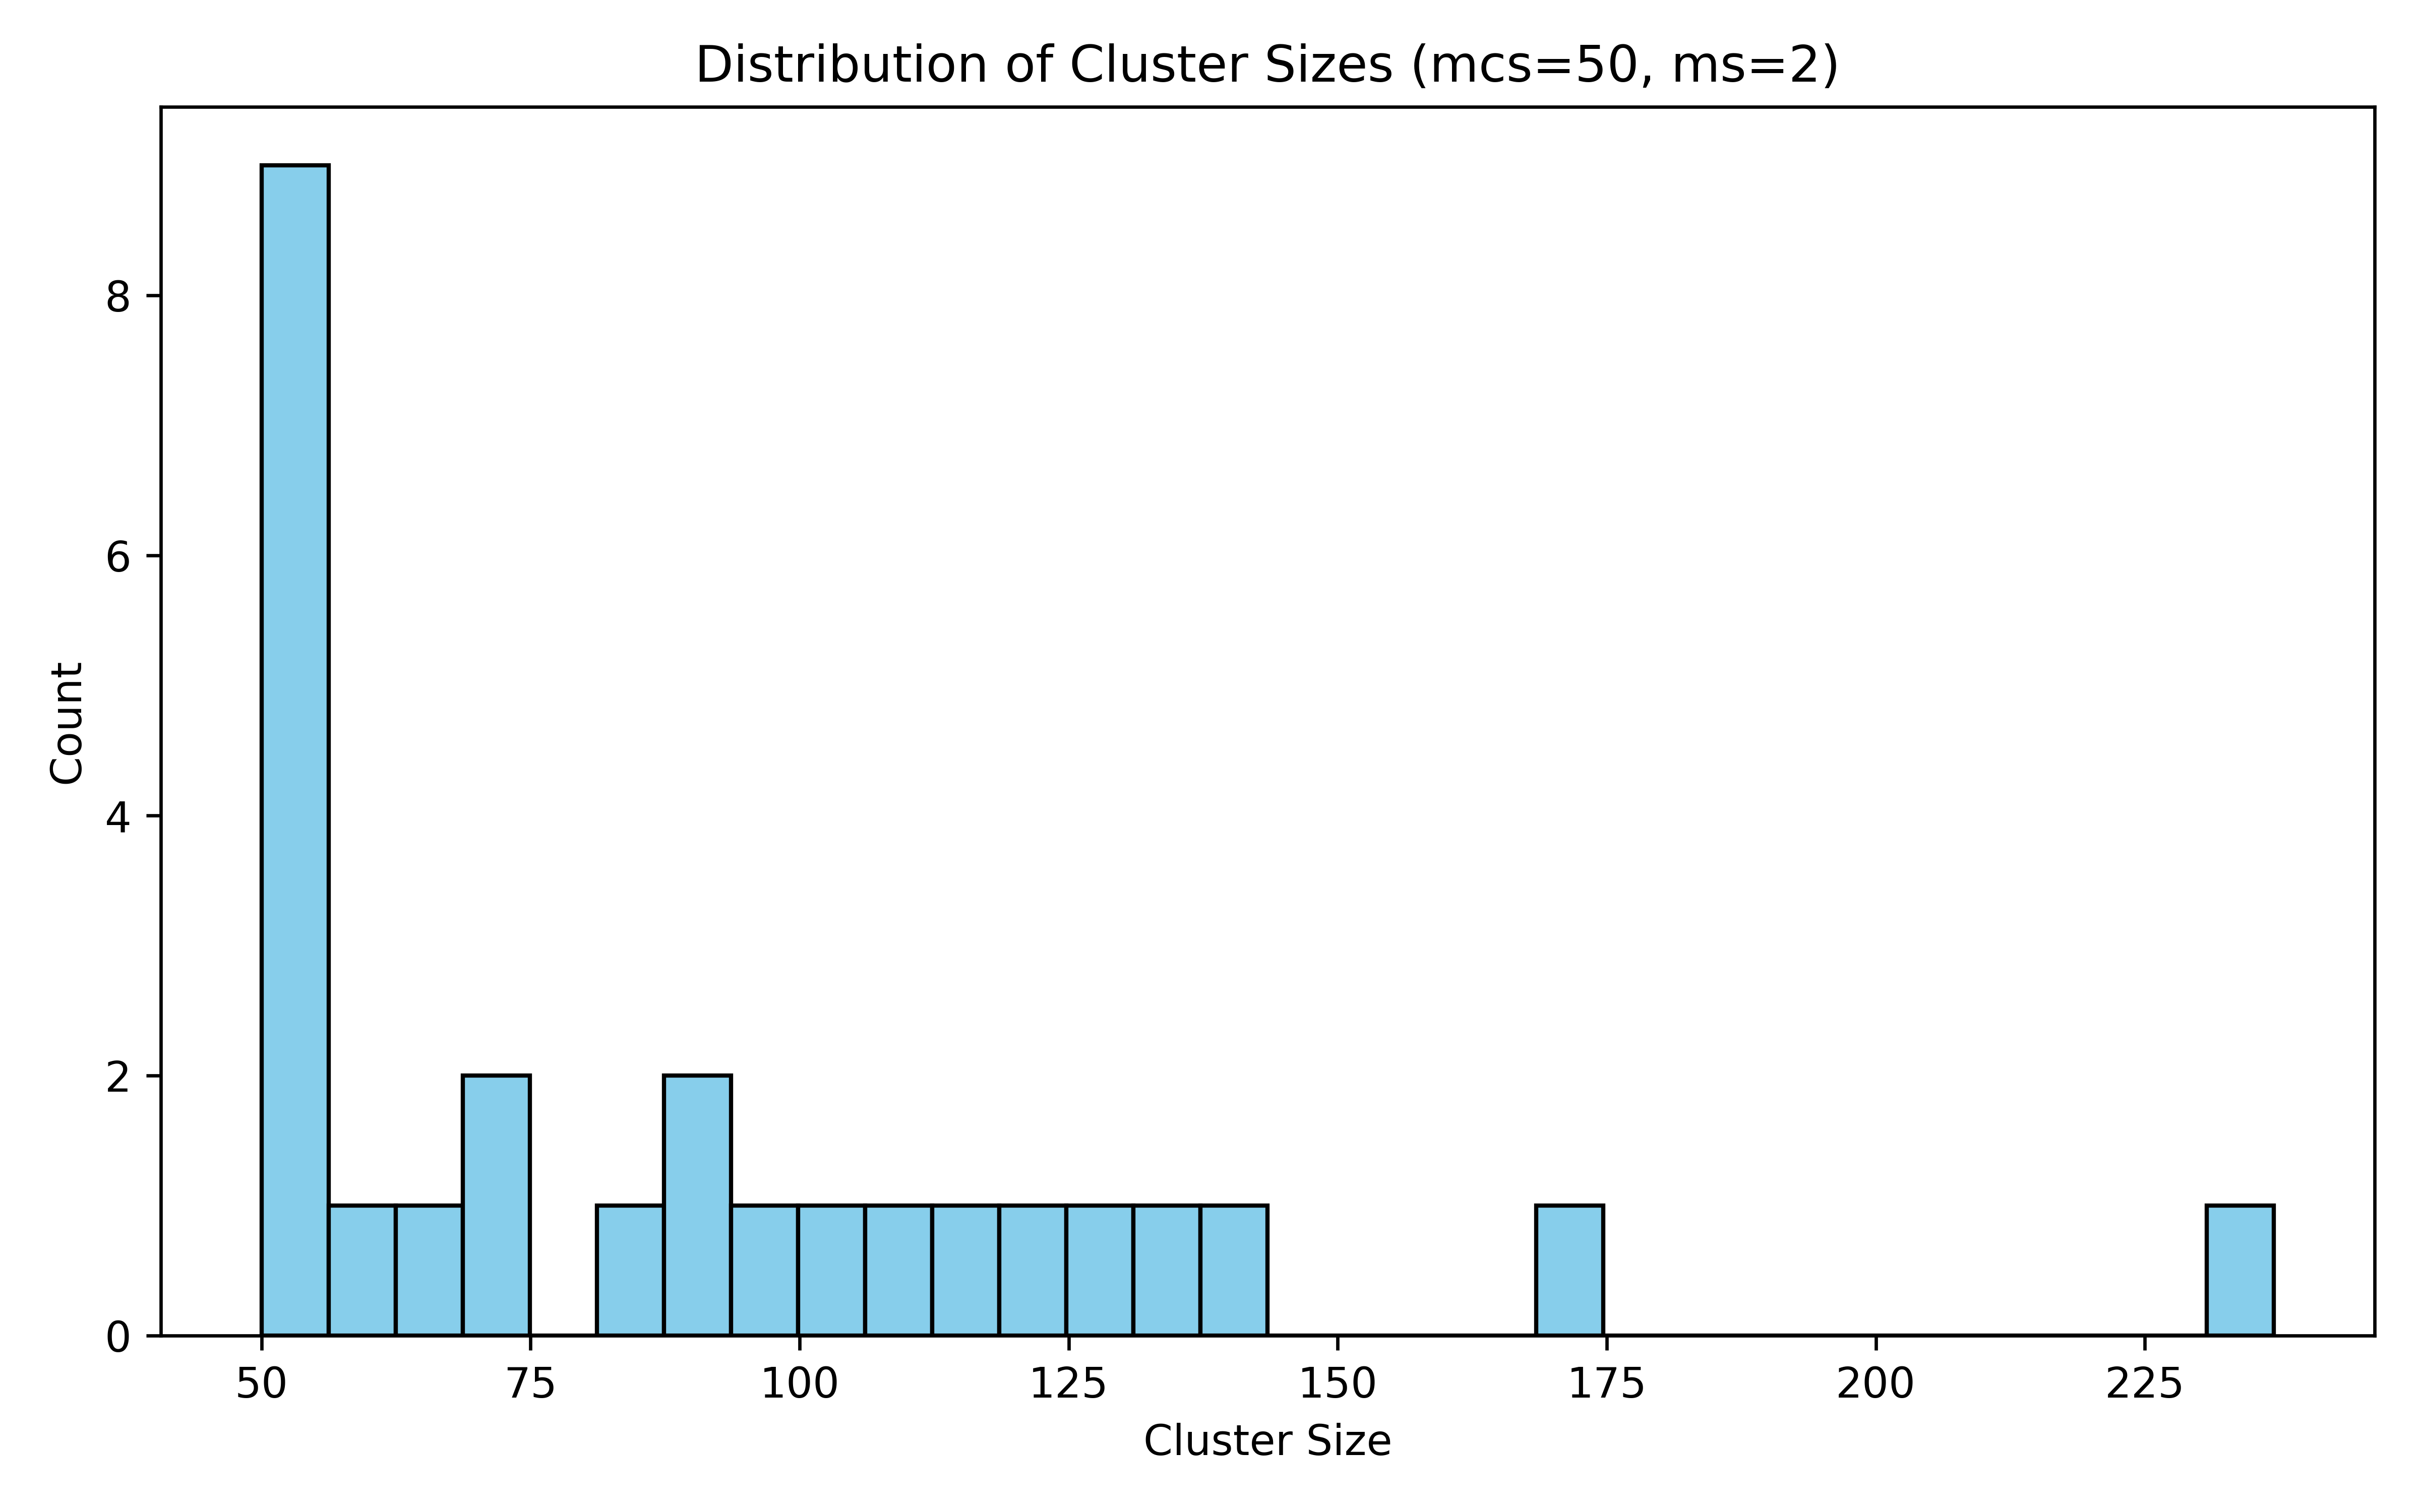 Distribution of Cluster Sizes (mcs=50, ms=2)
8
6
4
2
0
Count
50 75 100 125 150 175 200 225
Cluster Size